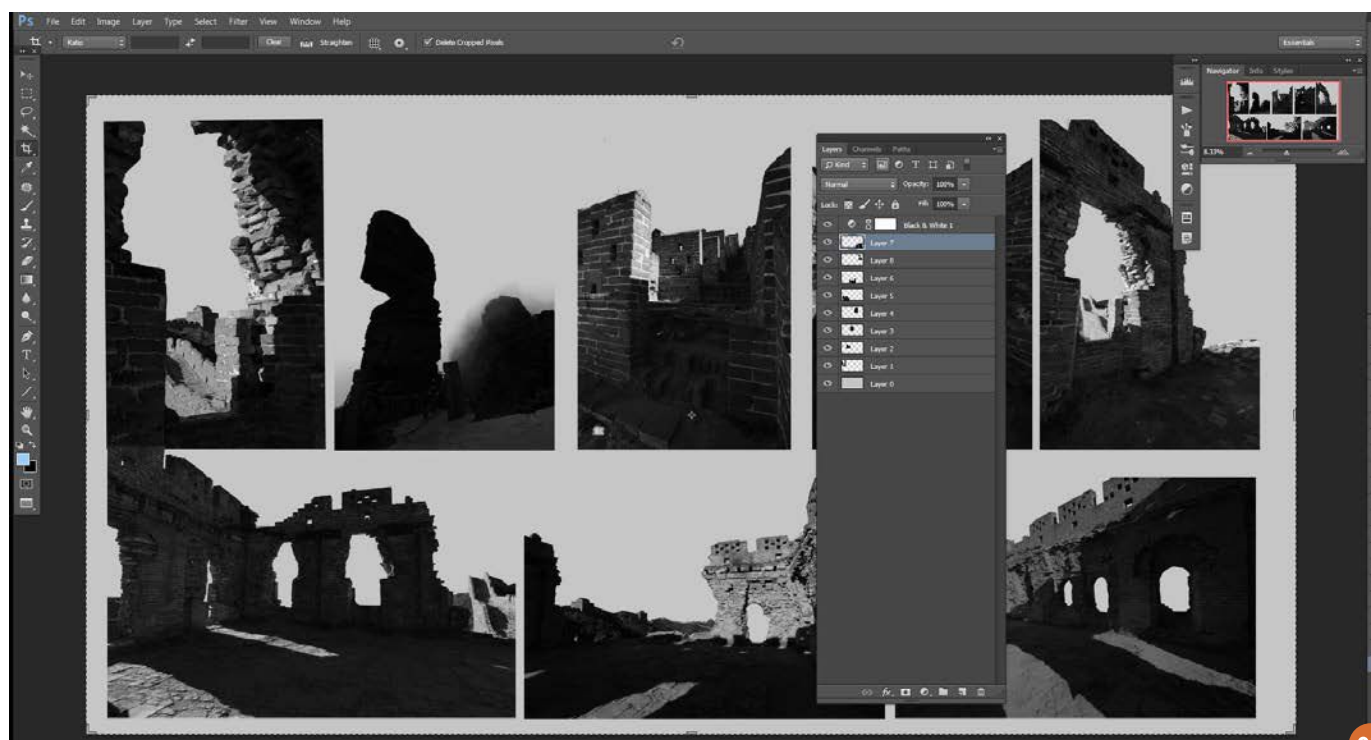 Ps File Edit Image Layer Type Select Filter View Window Help
Ratio Clear Straighten Delete Cropped Pixels Essentials
Navigator Info Styles
8.33%
Layers Channels Paths
Kind
Normal Opacity: 100%
Lock: Fill: 100%
Black & White 1
Layer 7
Layer 8
Layer 6
Layer 5
Layer 4
Layer 3
Layer 2
Layer 1
Layer 0
fx